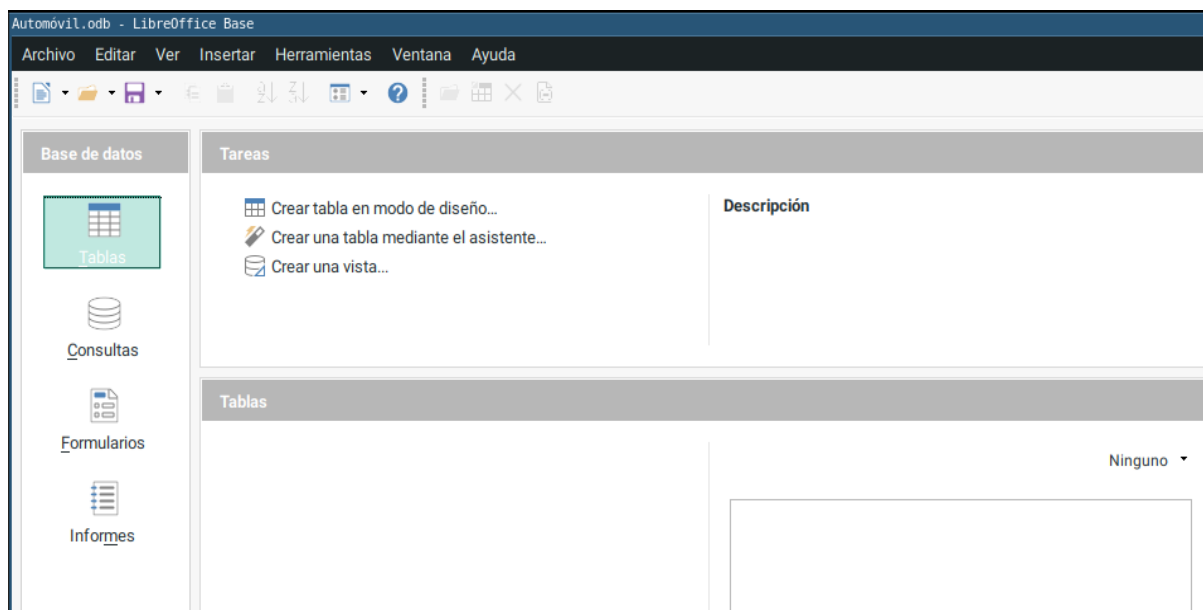 Automóvil.odb - LibreOffice Base
Archivo Editar Ver Insertar Herramientas Ventana Ayuda
Base de datos
Tareas
Tablas
Consultas
Formularios
Informes
Crear tabla en modo de diseño...
Crear una tabla mediante el asistente...
Crear una vista...
Descripción
Tablas
Ninguno